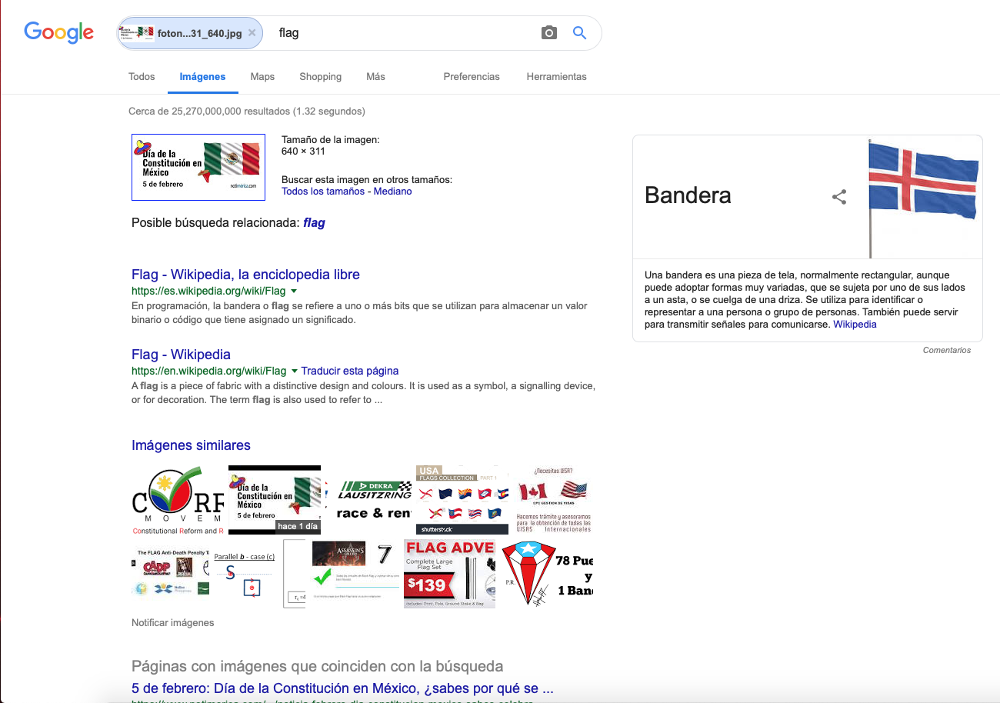 Google
foton...31_640.jpg ×
flag
Todos
Imágenes
Maps
Shopping
Más
Preferencias
Herramientas
Cerca de 25,270,000,000 resultados (1.32 segundos)
Día de la
Constitución en
México
5 de febrero
notimerica.com
Tamaño de la imagen:
640 × 311
Buscar esta imagen en otros tamaños:
Todos los tamaños - Mediano
Posible búsqueda relacionada: flag
Flag - Wikipedia, la enciclopedia libre
https://es.wikipedia.org/wiki/Flag
En programación, la bandera o flag se refiere a uno o más bits que se utilizan para almacenar un valor
binario o código que tiene asignado un significado.
Flag - Wikipedia
https://en.wikipedia.org/wiki/Flag Traducir esta página
A flag is a piece of fabric with a distinctive design and colours. It is used as a symbol, a signalling device,
or for decoration. The term flag is also used to refer to ...
Bandera
Una bandera es una pieza de tela, normalmente rectangular, aunque
puede adoptar formas muy variadas, que se sujeta por uno de sus lados
a un asta, o se cuelga de una driza. Se utiliza para identificar o
representar a una persona o grupo de personas. También puede servir
para transmitir señales para comunicarse. Wikipedia
Comentarios
Imágenes similares
MOVEM
Constitutional Reform and R
Día de la
Constitución en
México
5 de febrero
hace 1 día
DEKRA
LAUSITZRING
race & ren
USA
FLAGS COLLECTION PART 1
shutterstock
¿Necesitas USA?
EPC GESTION DE VISAS
Hacemos trámite y asesoramos
para la obtención de todas las
VISAS Internacionales
The FLAG Anti-Death Penalty T
CADP
Parallel b - case (c)
S
ASSASSIN'S
CREED
7
FLAG ADVE
Complete Large
Flag Set
$139
Includes: Print, Pole, Ground Stake & Bag
P.R.
78 Pue
y
1 Band
Notificar imágenes
Páginas con imágenes que coinciden con la búsqueda
5 de febrero: Día de la Constitución en México, ¿sabes por qué se ...